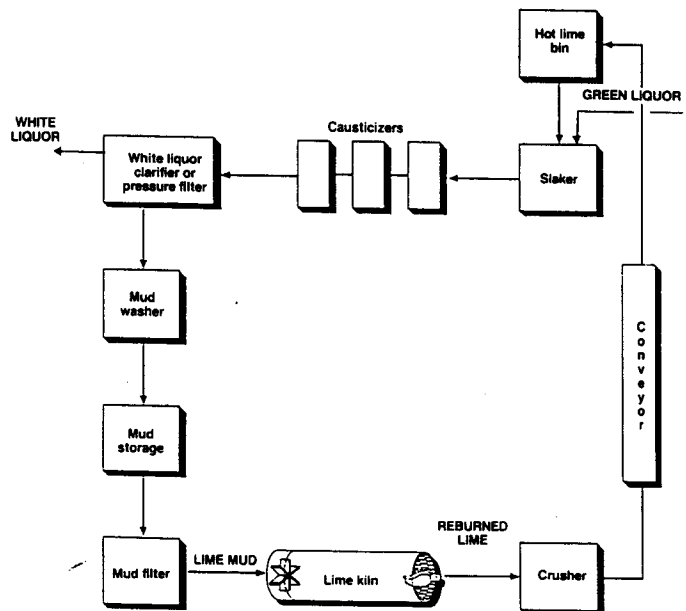 Hot lime
bin
GREEN LIQUOR
WHITE
LIQUOR
Causticizers
White liquor
clarifier or
pressure filter
Slaker
Mud
washer
Conveyor
Mud
storage
Mud filter
LIME MUD
Lime kiln
REBURNED
LIME
Crusher